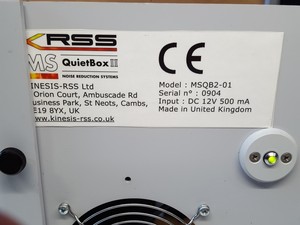 KRSS
MS QuietBox II
NOISE REDUCTION SYSTEMS
KINESIS-RSS Ltd
Orion Court, Ambuscade Rd
Business Park, St Neots, Cambs,
PE19 8YX, UK
www.kinesis-rss.co.uk
CE
Model : MSQB2-01
Serial n° : 0904
Input : DC 12V 500 mA
Made in United Kingdom